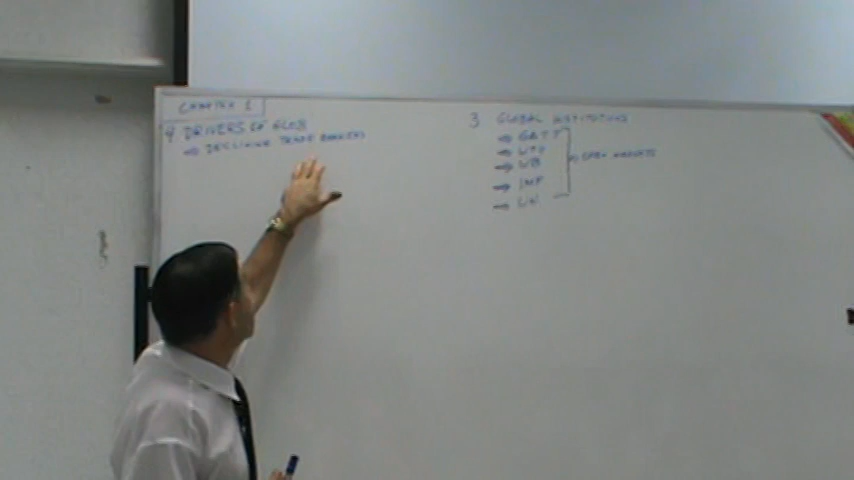 CHAPTER 1
4 DRIVERS OF GLOB
→ DECLINING TRADE BARRIERS
3 GLOBAL INSTITUTIONS
→ GATT
→ WTO
→ WB
→ IMF
→ UN
OPEN MARKETS